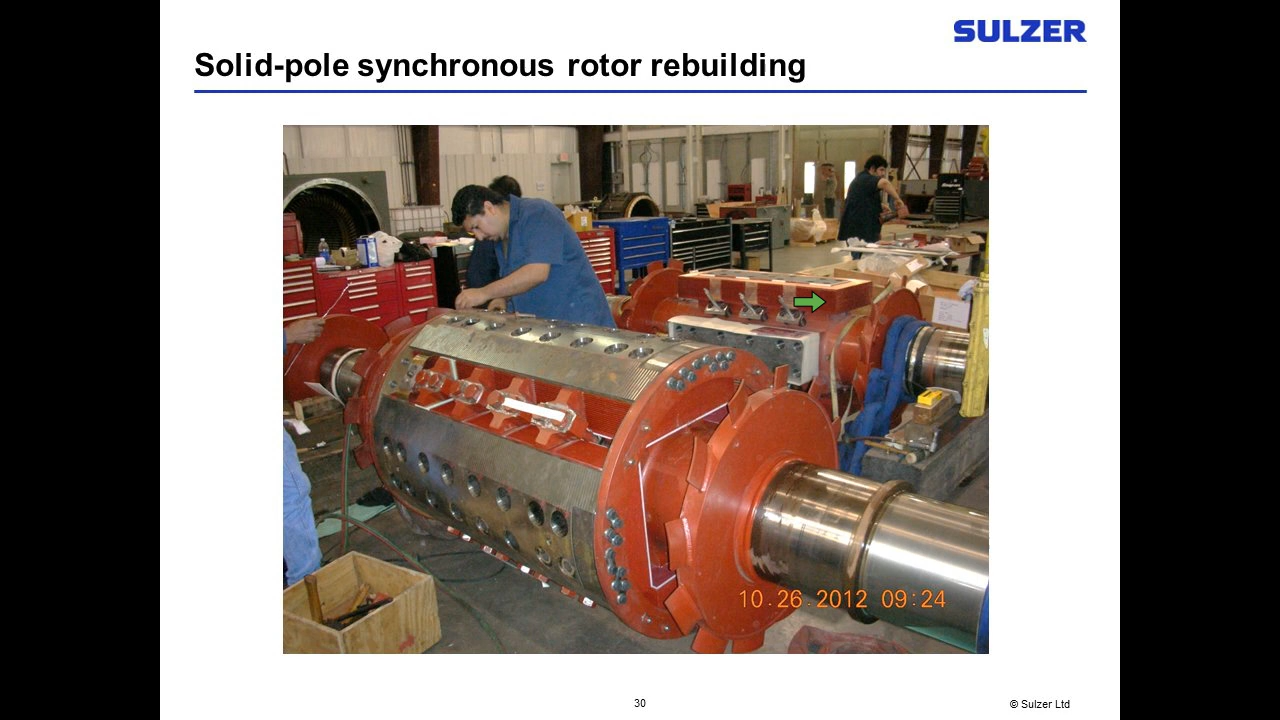 SULZER
Solid-pole synchronous rotor rebuilding
10.26.2012 09:24
30
© Sulzer Ltd